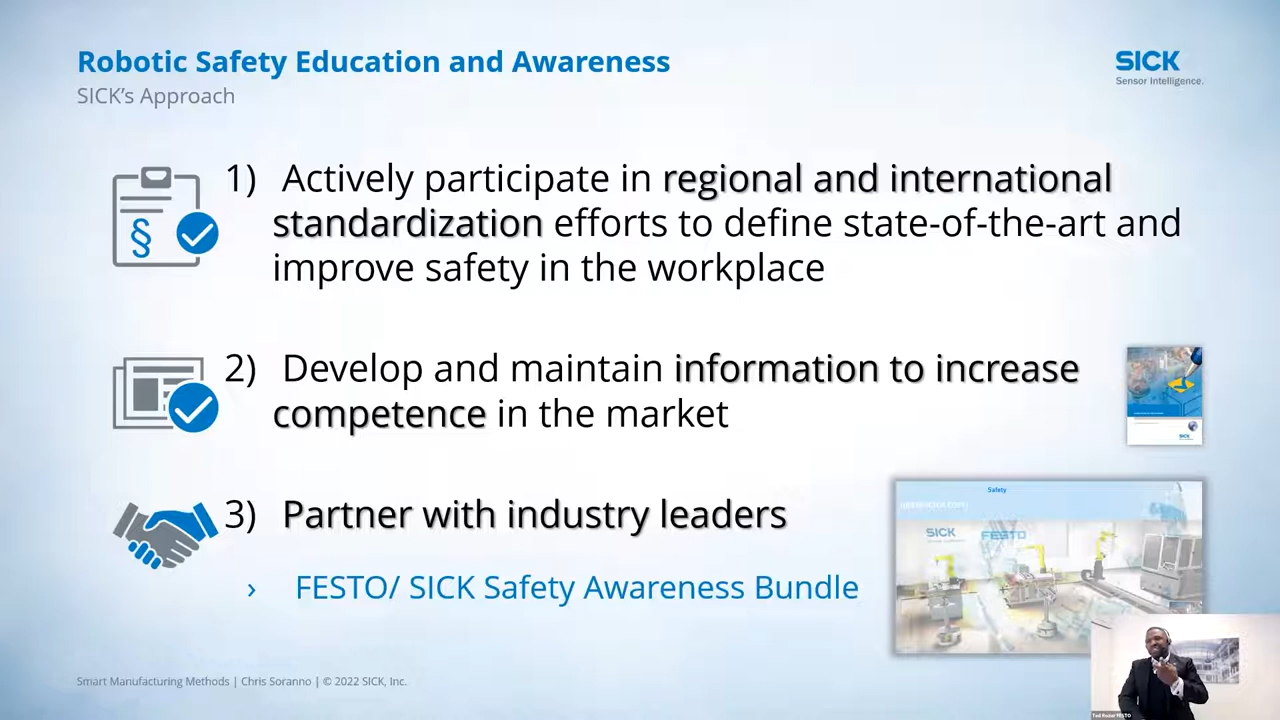 Robotic Safety Education and Awareness
SICK's Approach
SICK
Sensor Intelligence.
1) Actively participate in regional and international
standardization efforts to define state-of-the-art and
improve safety in the workplace
§
2) Develop and maintain information to increase
competence in the market
SICK
3) Partner with industry leaders
› FESTO/ SICK Safety Awareness Bundle
Safety
SICK
FESTO
Smart Manufacturing Methods | Chris Soranno | © 2022 SICK, Inc.
FESTO